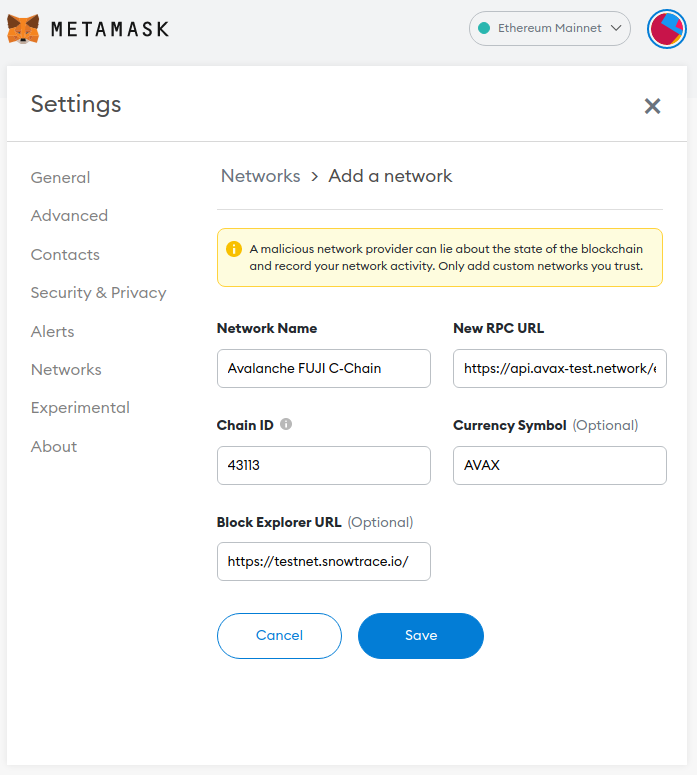 METAMASK
Ethereum Mainnet
Settings
General
Advanced
Contacts
Security & Privacy
Alerts
Networks
Experimental
About
Networks > Add a network
A malicious network provider can lie about the state of the blockchain
and record your network activity. Only add custom networks you trust.
Network Name
Avalanche FUJI C-Chain
New RPC URL
https://api.avax-test.network/e
Chain ID
43113
Currency Symbol (Optional)
AVAX
Block Explorer URL (Optional)
https://testnet.snowtrace.io/
Cancel
Save